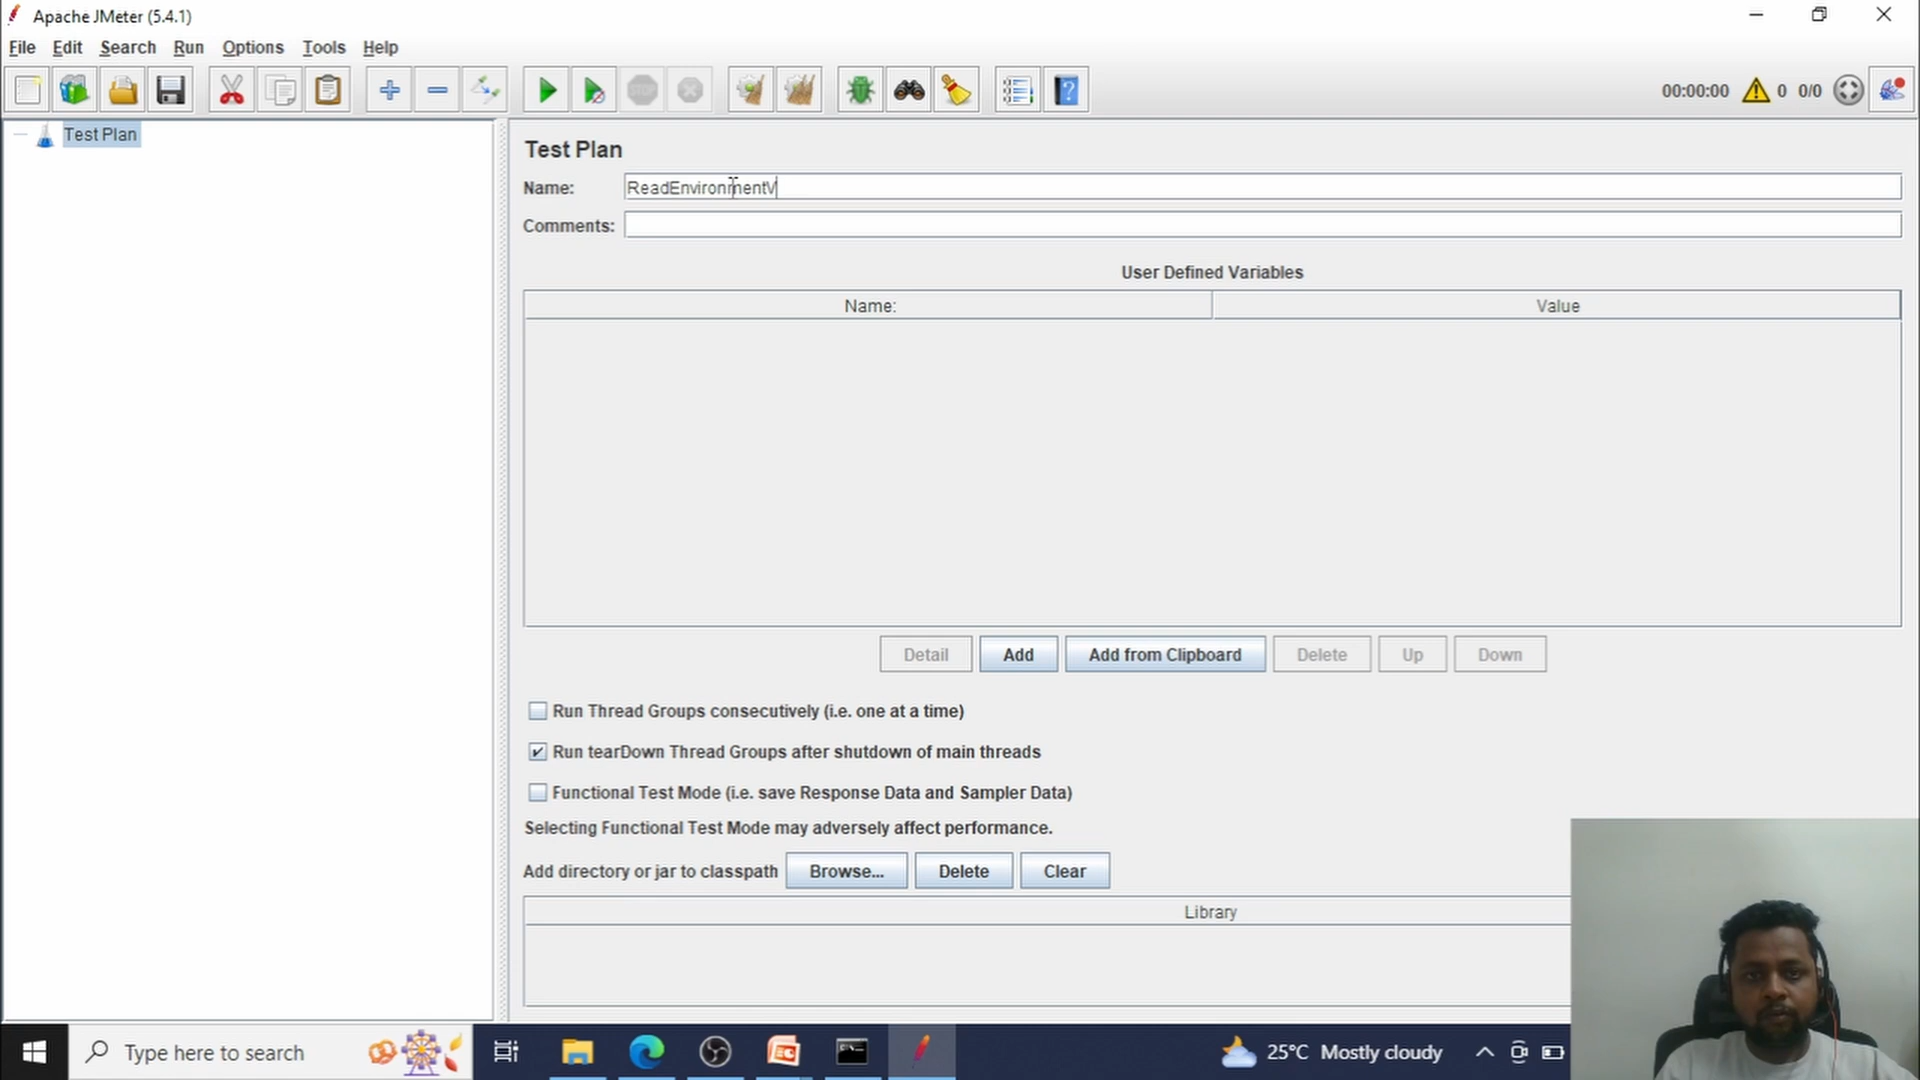 Apache JMeter (5.4.1)
File Edit Search Run Options Tools Help
STOP
00:00:00 0 0/0
Test Plan
Test Plan
Name: ReadEnvironmentV
Comments:
User Defined Variables
Name: Value
Detail Add Add from Clipboard Delete Up Down
Run Thread Groups consecutively (i.e. one at a time)
Run tearDown Thread Groups after shutdown of main threads
Functional Test Mode (i.e. save Response Data and Sampler Data)
Selecting Functional Test Mode may adversely affect performance.
Add directory or jar to classpath Browse... Delete Clear
Library
Type here to search 25°C Mostly cloudy